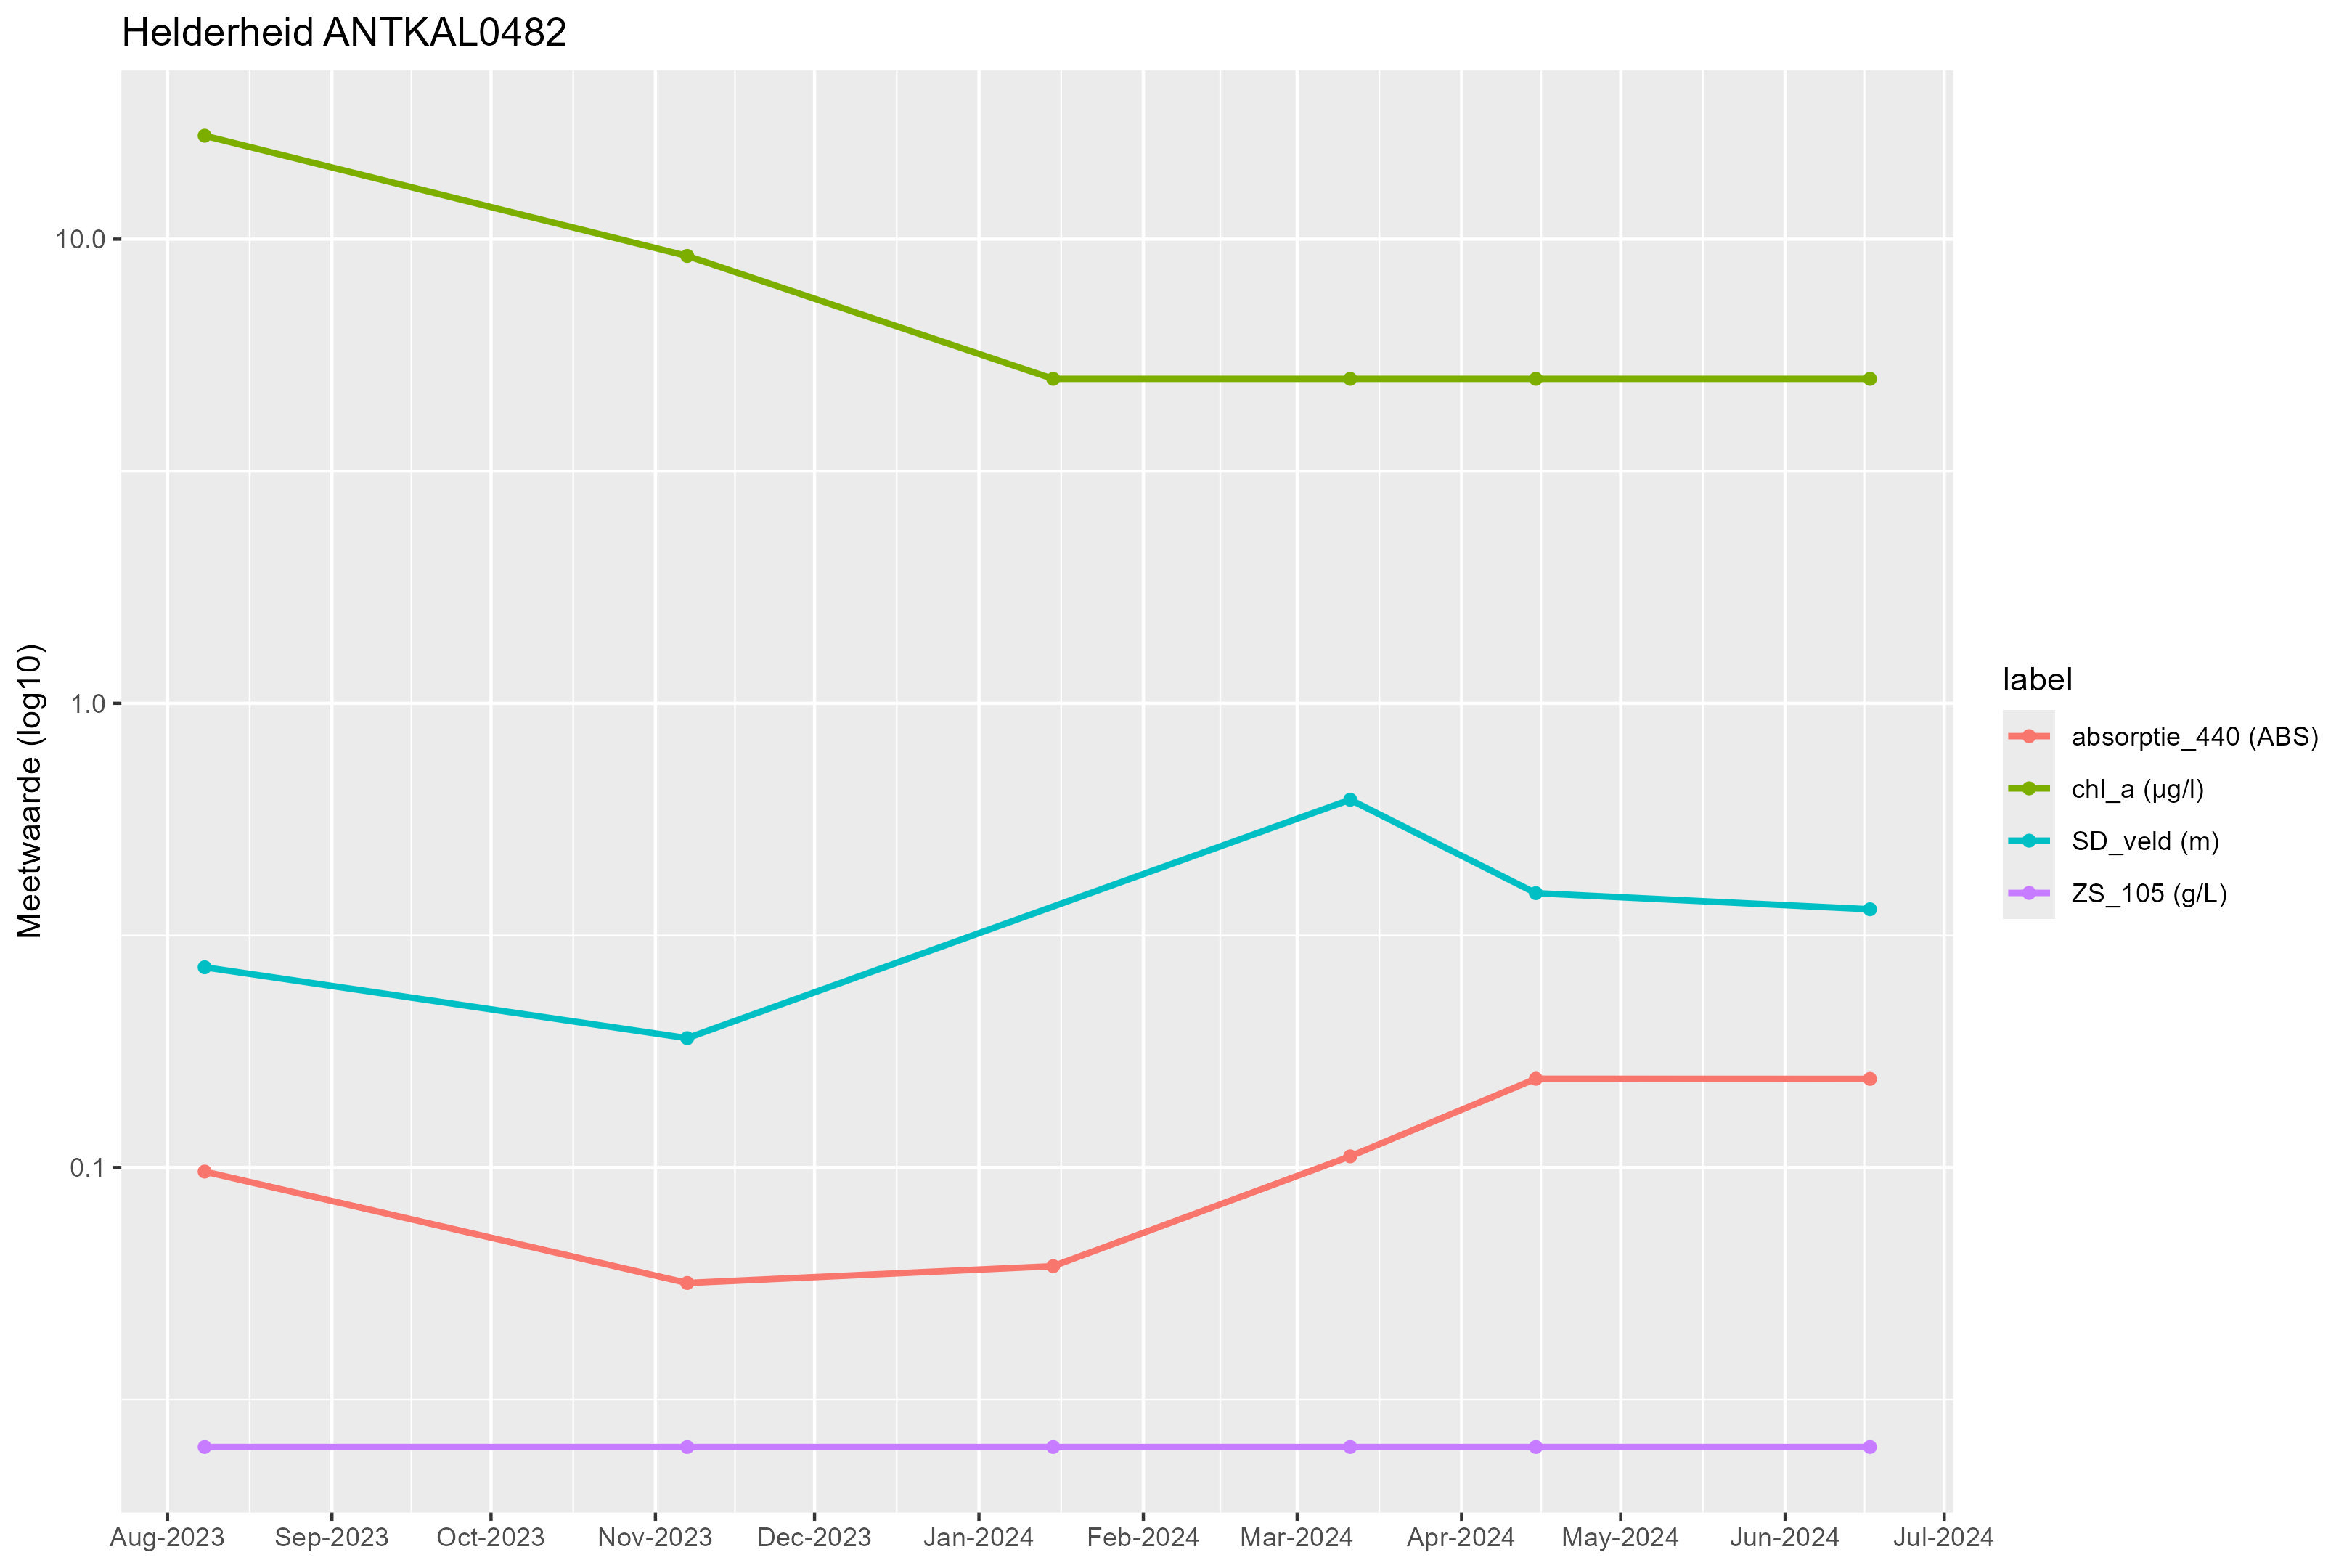 Helderheid ANTKAL0482
Meetwaarde (log10)
10.0
1.0
0.1
Aug-2023 Sep-2023 Oct-2023 Nov-2023 Dec-2023 Jan-2024 Feb-2024 Mar-2024 Apr-2024 May-2024 Jun-2024 Jul-2024
label
absorptie_440 (ABS)
chl_a (µg/l)
SD_veld (m)
ZS_105 (g/L)